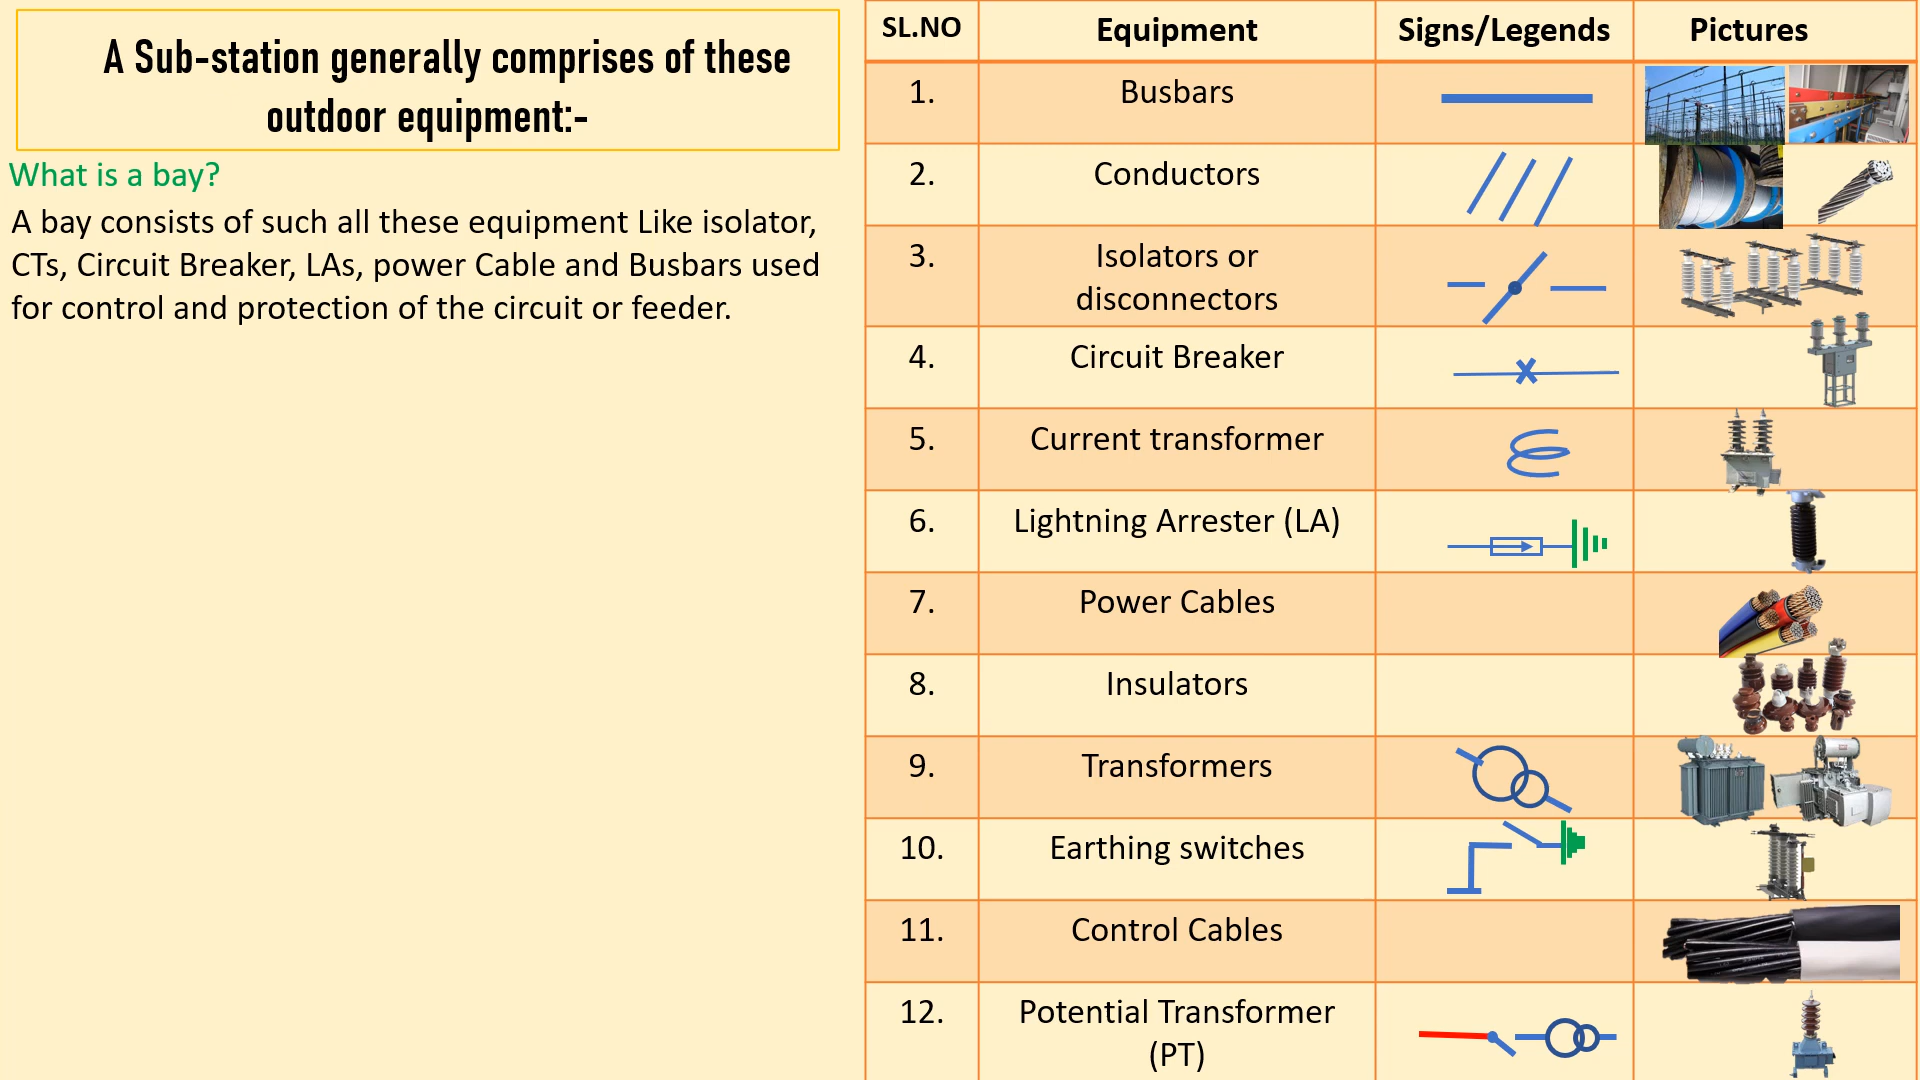 A Sub-station generally comprises of these
outdoor equipment:-
What is a bay?
A bay consists of such all these equipment Like isolator,
CTs, Circuit Breaker, LAs, power Cable and Busbars used
for control and protection of the circuit or feeder.
SL.NO Equipment Signs/Legends Pictures
1. Busbars
2. Conductors
3. Isolators or
disconnectors
4. Circuit Breaker
5. Current transformer
6. Lightning Arrester (LA)
7. Power Cables
8. Insulators
9. Transformers
10. Earthing switches
11. Control Cables
12. Potential Transformer
(PT)